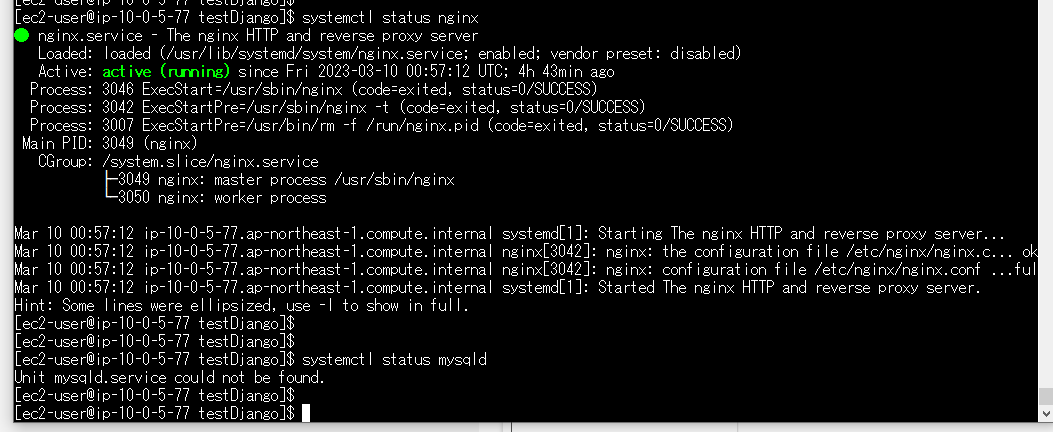 [ec2-user@ip-10-0-5-77 testDjango]$
[ec2-user@ip-10-0-5-77 testDjango]$ systemctl status nginx
● nginx.service - The nginx HTTP and reverse proxy server
Loaded: loaded (/usr/lib/systemd/system/nginx.service; enabled; vendor preset: disabled)
Active: active (running) since Fri 2023-03-10 00:57:12 UTC; 4h 43min ago
Process: 3046 ExecStart=/usr/sbin/nginx (code=exited, status=0/SUCCESS)
Process: 3042 ExecStartPre=/usr/sbin/nginx -t (code=exited, status=0/SUCCESS)
Process: 3007 ExecStartPre=/usr/bin/rm -f /run/nginx.pid (code=exited, status=0/SUCCESS)
Main PID: 3049 (nginx)
CGroup: /system.slice/nginx.service
├─3049 nginx: master process /usr/sbin/nginx
└─3050 nginx: worker process
Mar 10 00:57:12 ip-10-0-5-77.ap-northeast-1.compute.internal systemd[1]: Starting The nginx HTTP and reverse proxy server...
Mar 10 00:57:12 ip-10-0-5-77.ap-northeast-1.compute.internal nginx[3042]: nginx: the configuration file /etc/nginx/nginx.c... ok
Mar 10 00:57:12 ip-10-0-5-77.ap-northeast-1.compute.internal nginx[3042]: nginx: configuration file /etc/nginx/nginx.conf ...ful
Mar 10 00:57:12 ip-10-0-5-77.ap-northeast-1.compute.internal systemd[1]: Started The nginx HTTP and reverse proxy server.
Hint: Some lines were ellipsized, use -l to show in full.
[ec2-user@ip-10-0-5-77 testDjango]$
[ec2-user@ip-10-0-5-77 testDjango]$
[ec2-user@ip-10-0-5-77 testDjango]$ systemctl status mysqld
Unit mysqld.service could not be found.
[ec2-user@ip-10-0-5-77 testDjango]$
[ec2-user@ip-10-0-5-77 testDjango]$